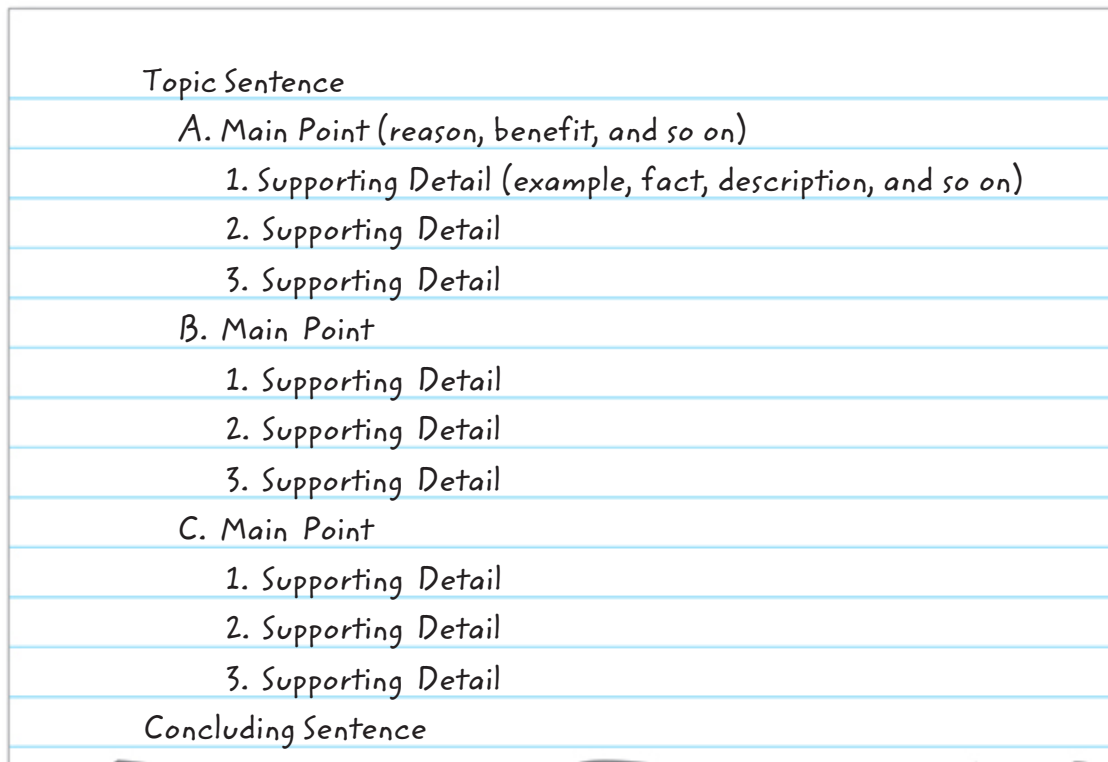 Topic Sentence
A. Main Point (reason, benefit, and so on)
1. Supporting Detail (example, fact, description, and so on)
2. Supporting Detail
3. Supporting Detail
B. Main Point
1. Supporting Detail
2. Supporting Detail
3. Supporting Detail
C. Main Point
1. Supporting Detail
2. Supporting Detail
3. Supporting Detail
Concluding Sentence